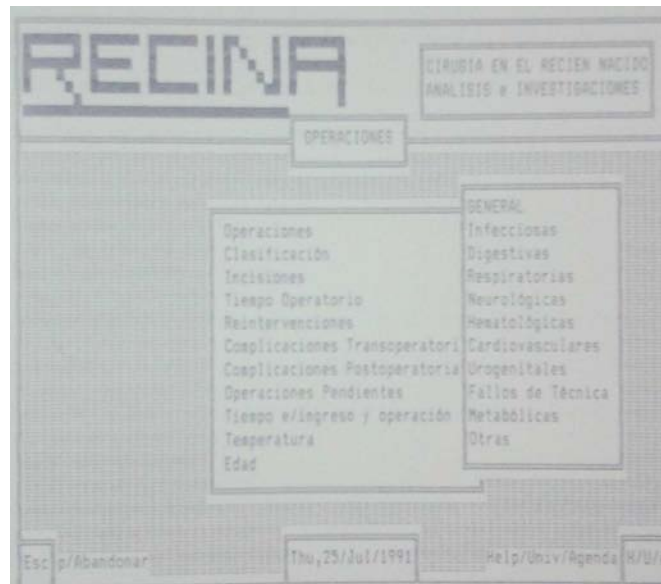 RECINA
CIRUGIA EN EL RECIEN NACIDO
ANALISIS e INVESTIGACIONES
OPERACIONES
Operaciones
Clasificación
Incisiones
Tiempo Operatorio
Reintervenciones
Complicaciones Transoperatori
Complicaciones Postoperatoria
Operaciones Pendientes
Tiempo e/ingreso y operación
Temperatura
Edad
GENERAL
Infecciosas
Digestivas
Respiratorias
Neurológicas
Hematológicas
Cardiovasculares
Urogenitales
Fallos de Técnica
Metabólicas
Otras
Esc p/Abandonar
Thu,25/Jul/1991
Help/Univ/Agenda H/U/